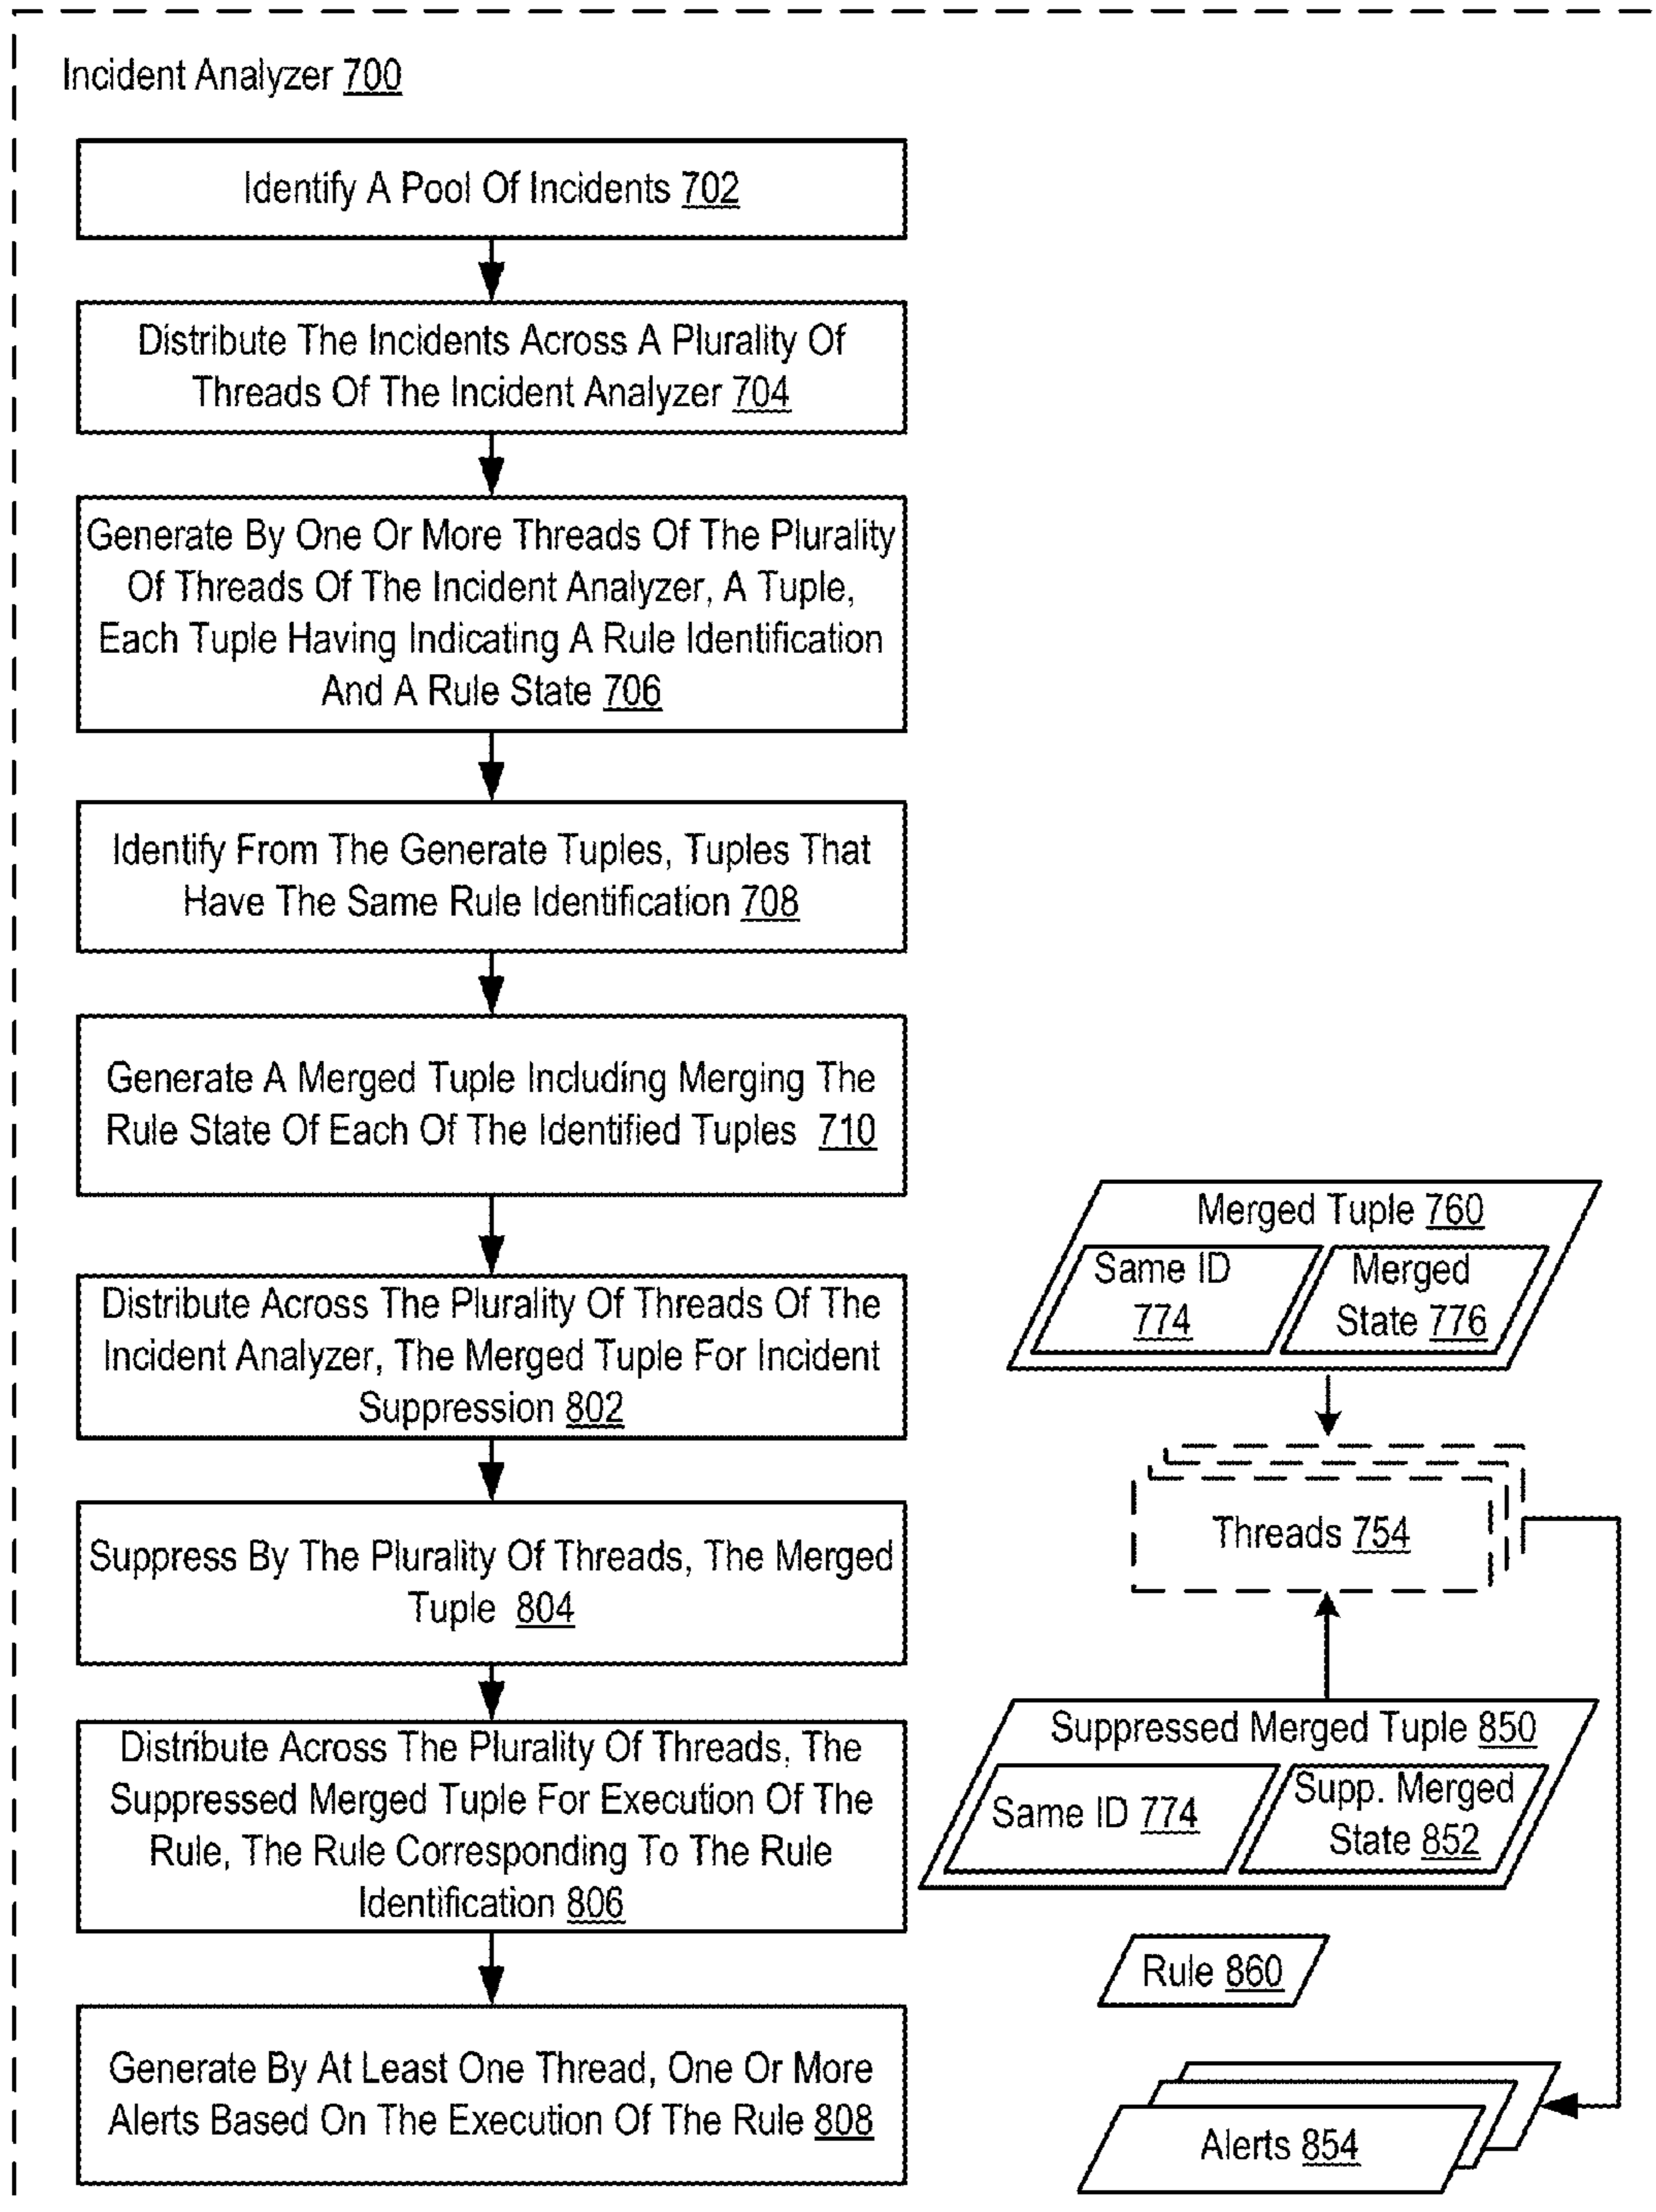 Incident Analyzer 700
Identify A Pool Of Incidents 702
Distribute The Incidents Across A Plurality Of
Threads Of The Incident Analyzer 704
Generate By One Or More Threads Of The Plurality
Of Threads Of The Incident Analyzer, A Tuple,
Each Tuple Having Indicating A Rule Identification
And A Rule State 706
Identify From The Generate Tuples, Tuples That
Have The Same Rule Identification 708
Generate A Merged Tuple Including Merging The
Rule State Of Each Of The Identified Tuples 710
Distribute Across The Plurality Of Threads Of The
Incident Analyzer, The Merged Tuple For Incident
Suppression 802
Suppress By The Plurality Of Threads, The Merged
Tuple 804
Distribute Across The Plurality Of Threads, The
Suppressed Merged Tuple For Execution Of The
Rule, The Rule Corresponding To The Rule
Identification 806
Generate By At Least One Thread, One Or More
Alerts Based On The Execution Of The Rule 808
Merged Tuple 760
Same ID
774
Merged
State 776
Threads 754
Suppressed Merged Tuple 850
Same ID 774
Supp. Merged
State 852
Rule 860
Alerts 854